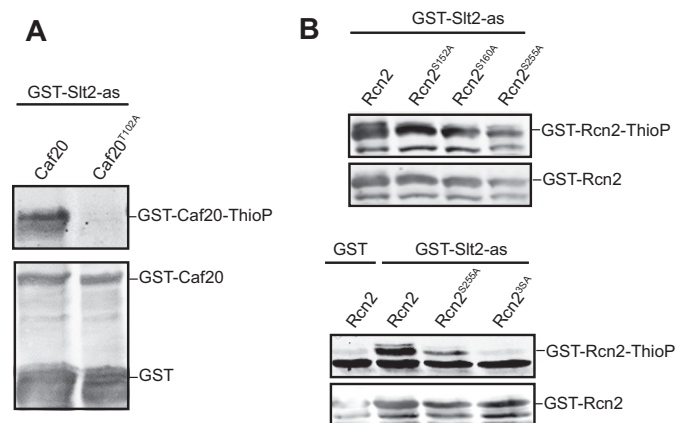 A
GST-Slt2-as
Caf20
Caf20T102A
GST-Caf20-ThioP
GST-Caf20
GST
B
GST-Slt2-as
Rcn2
Rcn2S152A
Rcn2S160A
Rcn2S255A
GST-Rcn2-ThioP
GST-Rcn2
GST GST-Slt2-as
Rcn2
Rcn2
Rcn2S255A
Rcn23SA
GST-Rcn2-ThioP
GST-Rcn2